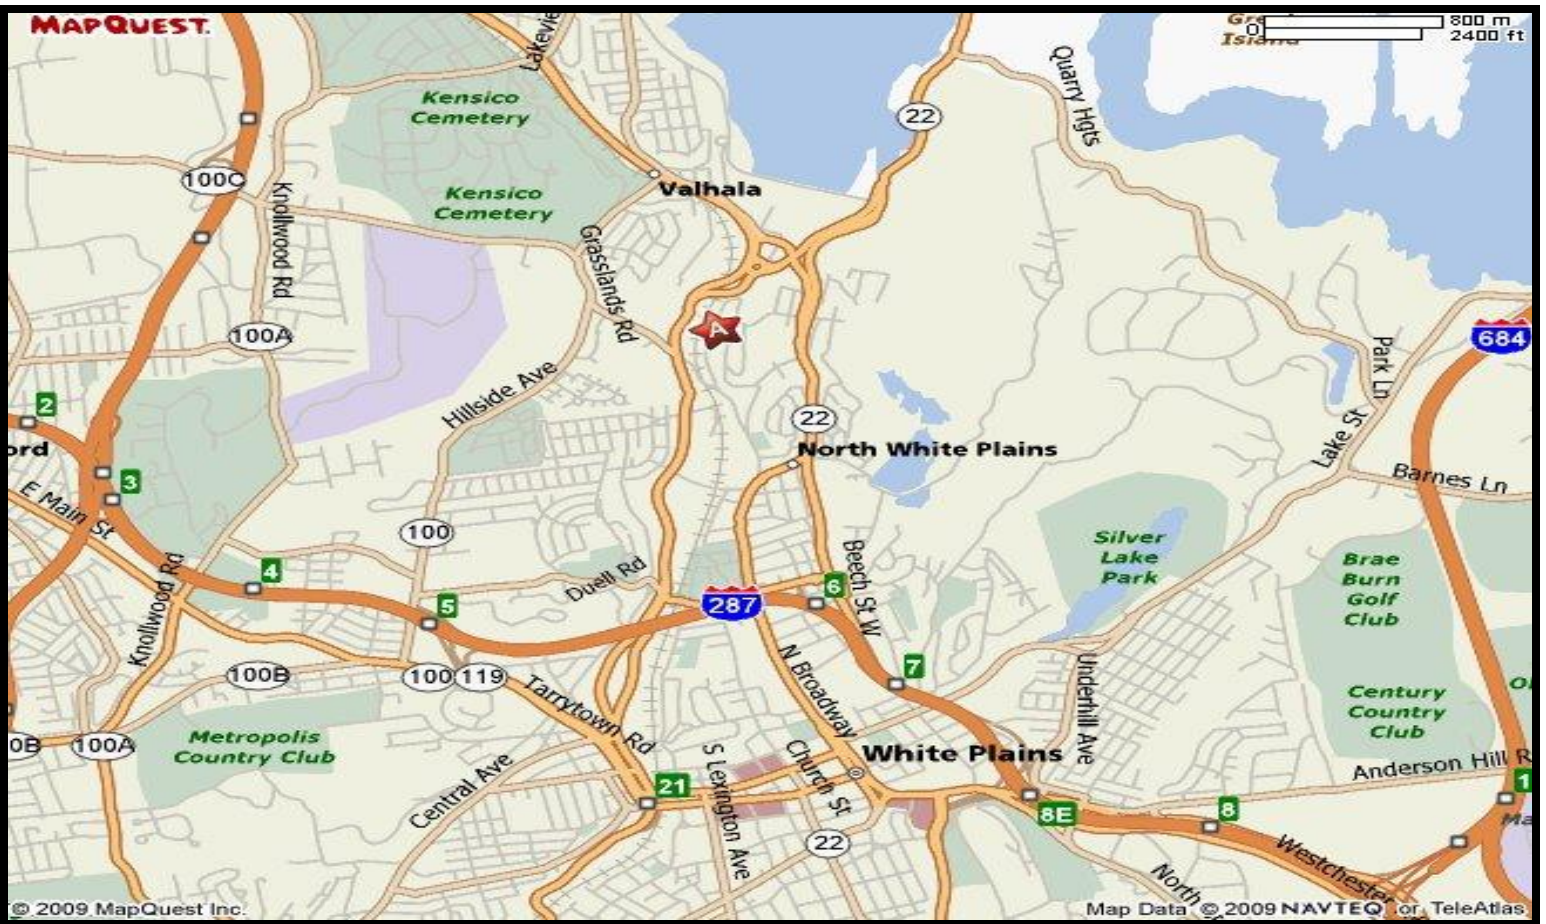 MAPQUEST.
Gre
Island
0
800 m
2400 ft
Lakevie
Quarry Hgts
Kensico
Cemetery
22
100C
Valhala
Knollwood Rd
Kensico
Cemetery
Grasslands Rd
100A
A
684
Park Ln
2
Hillside Ave
22
Lake St
ord
North White Plains
3
Barnes Ln
E Main St
100
Silver
Lake
Park
Beech St W
Brae
Burn
Golf
Club
4
Duell Rd
6
287
5
Knollwood Rd
7
100B
100
119
N Broadway
Underhill Ave
Century
Country
Club
O
Tarrytown Rd
0B
100A
Metropolis
Country Club
White Plains
S Lexington Ave
Church St
Anderson Hill R
Central Ave
21
1
8E
8
Ma
22
Westchester
North
© 2009 MapQuest Inc.
Map Data © 2009 NAVTEQ or TeleAtlas